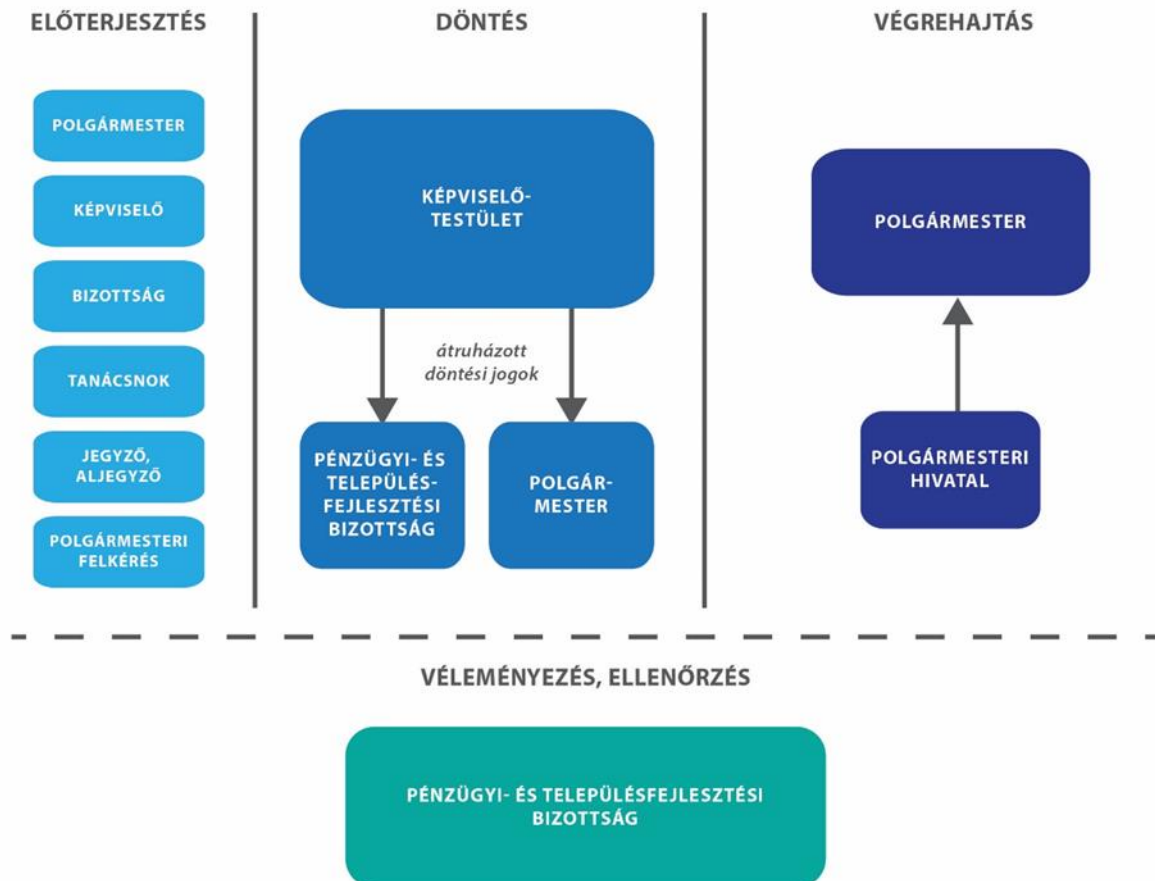 ELŐTERJESZTÉS
POLGÁRMESTER
KÉPVISELŐ
BIZOTTSÁG
TANÁCSNOK
JEGYZŐ,
ALJEGYZŐ
POLGÁRMESTERI
FELKÉRÉS
DÖNTÉS
KÉPVISELŐ-
TESTÜLET
átruházott
döntési jogok
PÉNZÜGYI- ÉS
TELEPÜLÉS-
FEJLESZTÉSI
BIZOTTSÁG
POLGÁR-
MESTER
VÉGREHAJTÁS
POLGÁRMESTER
POLGÁRMESTERI
HIVATAL
VÉLEMÉNYEZÉS, ELLENŐRZÉS
PÉNZÜGYI- ÉS TELEPÜLÉSFEJLESZTÉSI
BIZOTTSÁG